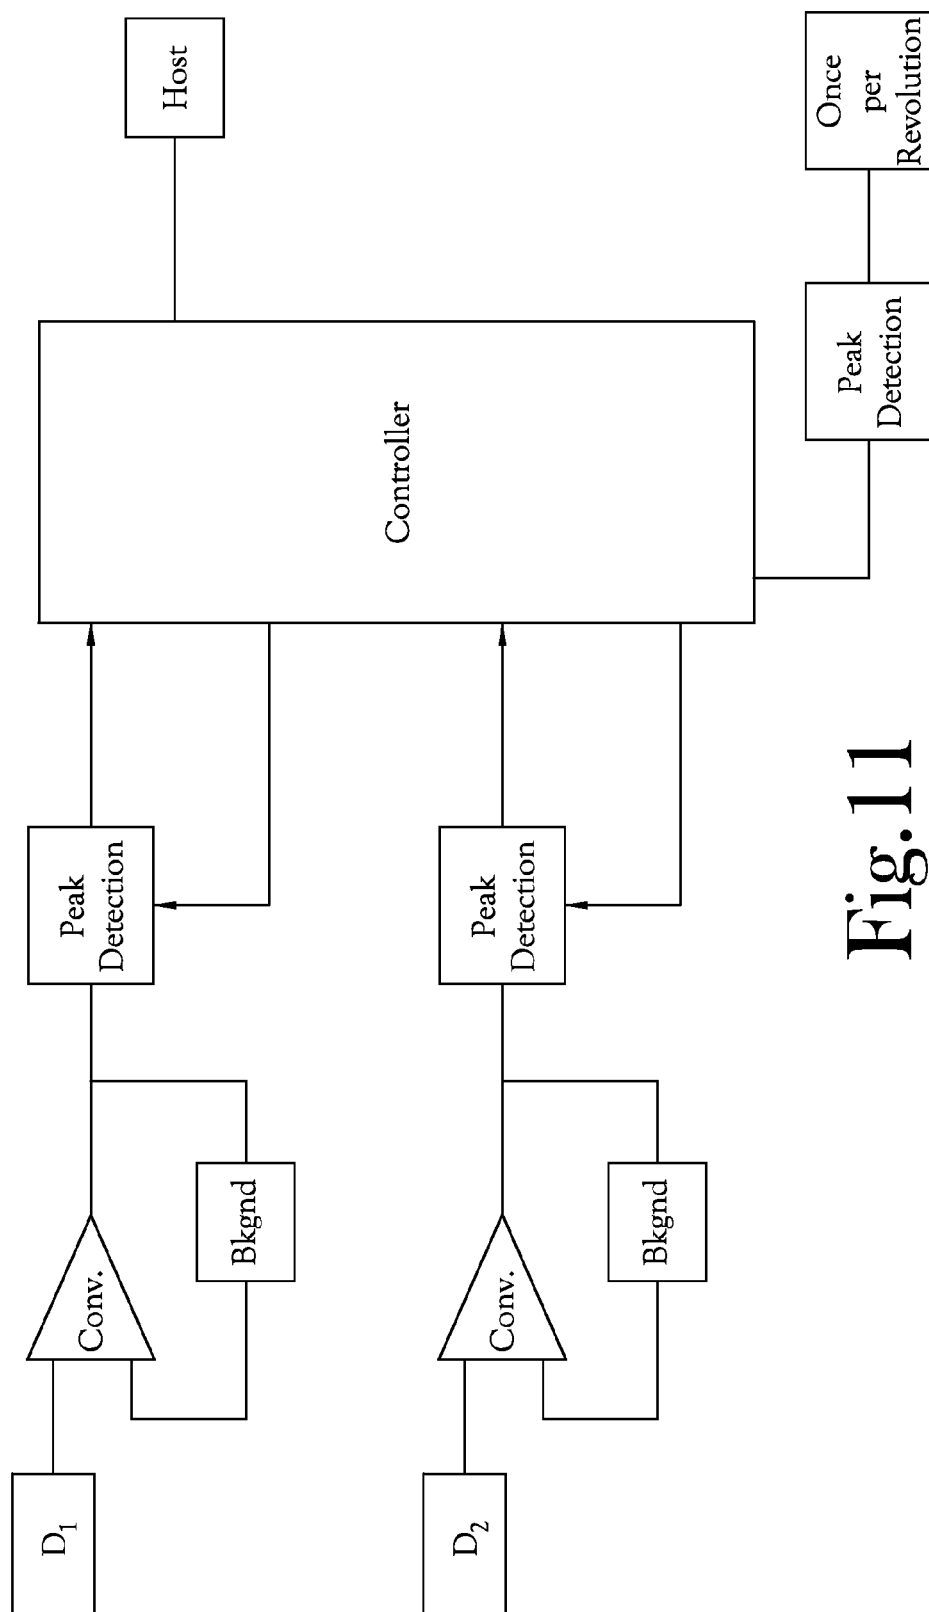 D1
Conv.
Bkgnd
Peak
Detection
Controller
Host
D2
Conv.
Bkgnd
Peak
Detection
Peak
Detection
Once
per
Revolution
Fig.11